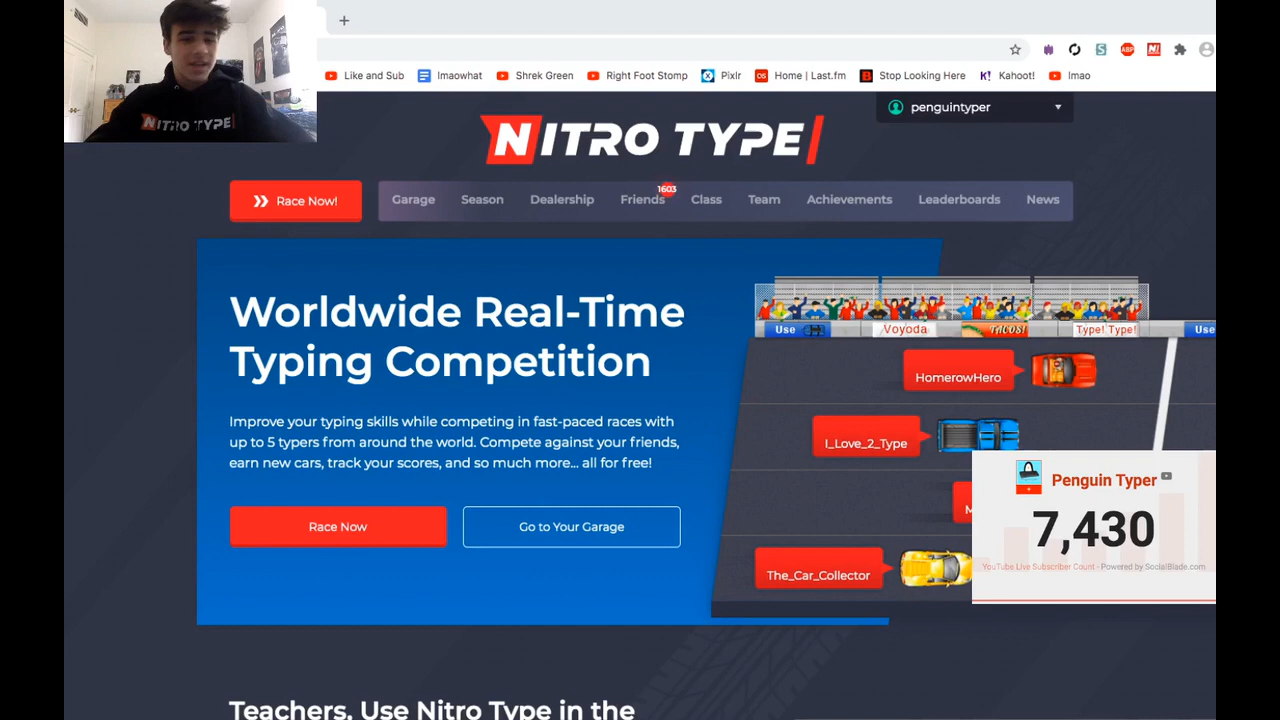 Like and Sub
lmaowhat
Shrek Green
Right Foot Stomp
Pixlr
Home | Last.fm
Stop Looking Here
Kahoot!
lmao
penguintyper
NITRO TYPE
NITRO TYPE
Race Now!
Garage
Season
Dealership
Friends
1603
Class
Team
Achievements
Leaderboards
News
Worldwide Real-Time
Typing Competition
Improve your typing skills while competing in fast-paced races with
up to 5 typers from around the world. Compete against your friends,
earn new cars, track your scores, and so much more... all for free!
Race Now
Go to Your Garage
Use
Voyoda
TACOS!
Type! Type!
Use
HomerowHero
I_Love_2_Type
M
The_Car_Collector
Penguin Typer
7,430
YouTube Live Subscriber Count - Powered by SocialBlade.com
Teachers, Use Nitro Type in the